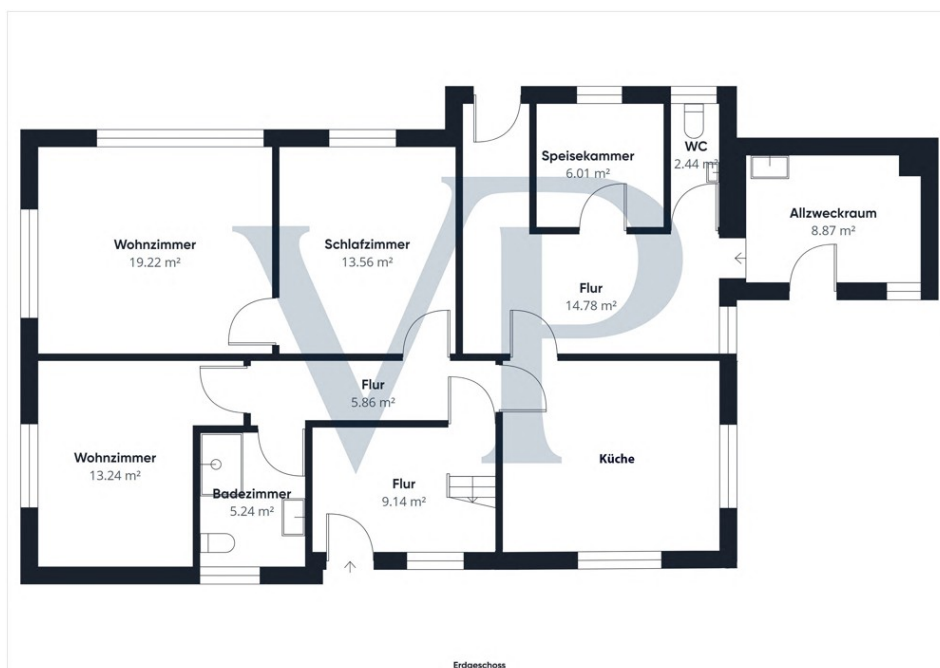 Speisekammer
6.01 m²
WC
2.44 m²
Allzweckraum
8.87 m²
Wohnzimmer
19.22 m²
Schlafzimmer
13.56 m²
Flur
14.78 m²
Flur
5.86 m²
Wohnzimmer
13.24 m²
Badezimmer
5.24 m²
Flur
9.14 m²
Küche
VP
Erdgeschoss